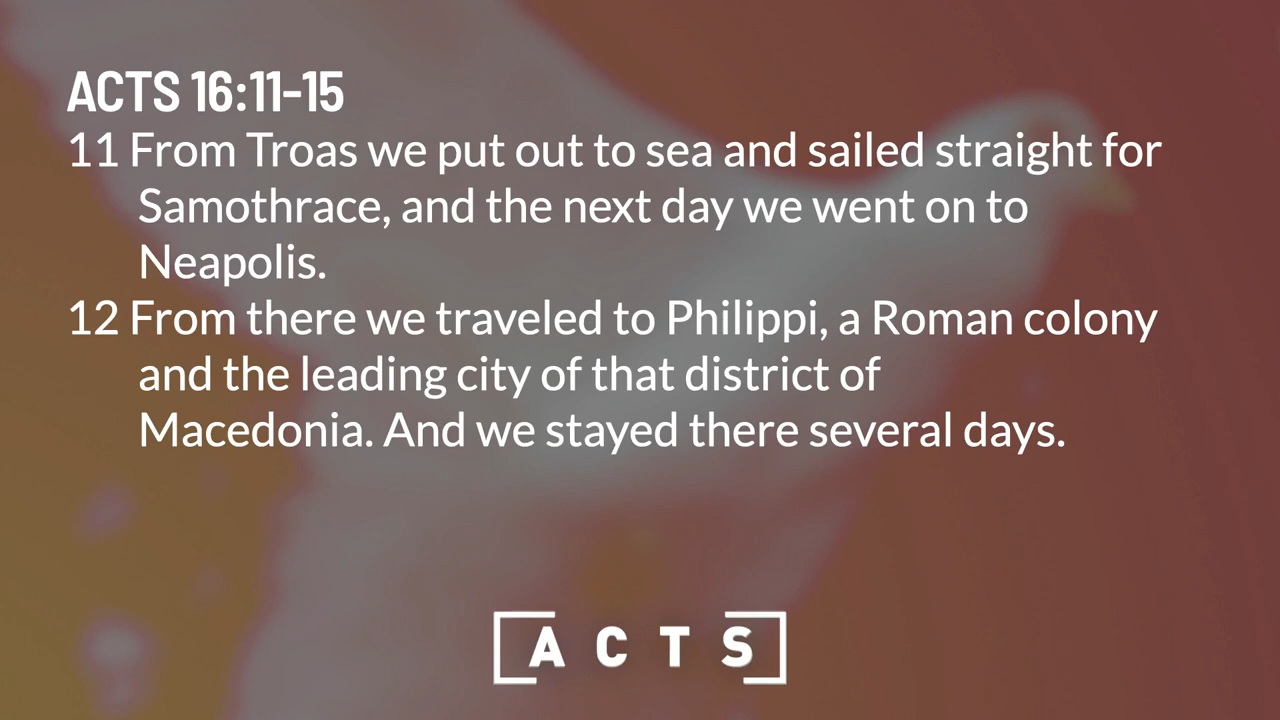 ACTS 16:11-15
11 From Troas we put out to sea and sailed straight for
Samothrace, and the next day we went on to
Neapolis.
12 From there we traveled to Philippi, a Roman colony
and the leading city of that district of
Macedonia. And we stayed there several days.
ACTS